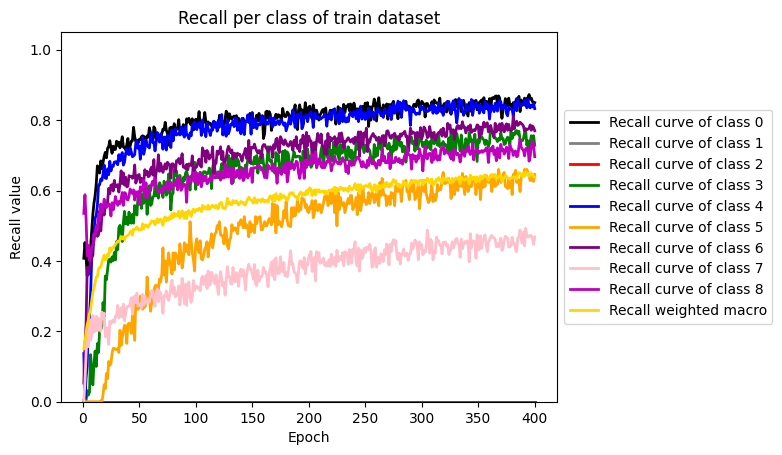 Recall per class of train dataset
1.0
0.8
0.6
0.4
0.2
0.0
Recall value
0 50 100 150 200 250 300 350 400
Epoch
Recall curve of class 0
Recall curve of class 1
Recall curve of class 2
Recall curve of class 3
Recall curve of class 4
Recall curve of class 5
Recall curve of class 6
Recall curve of class 7
Recall curve of class 8
Recall weighted macro